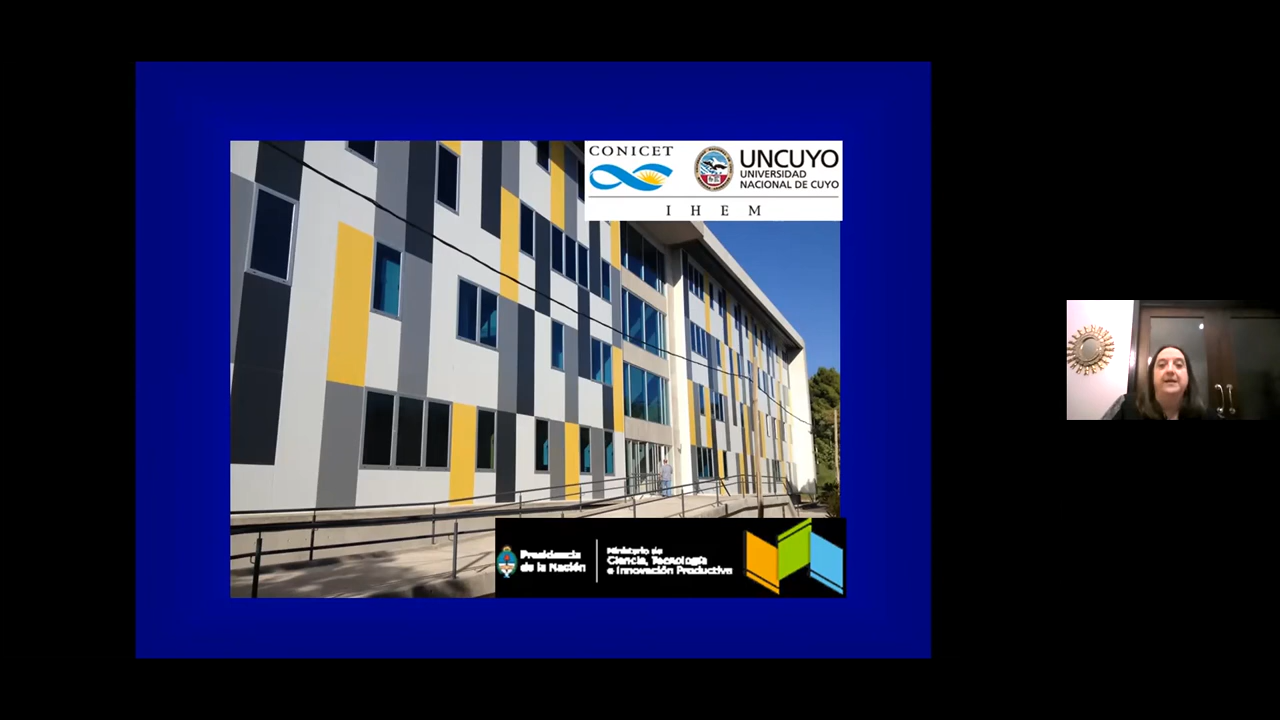 CONICET
UNCUYO
UNIVERSIDAD
NACIONAL DE CUYO
I H E M
Presidencia
de la Nación
Ministerio de
Ciencia, Tecnología
e Innovación Productiva